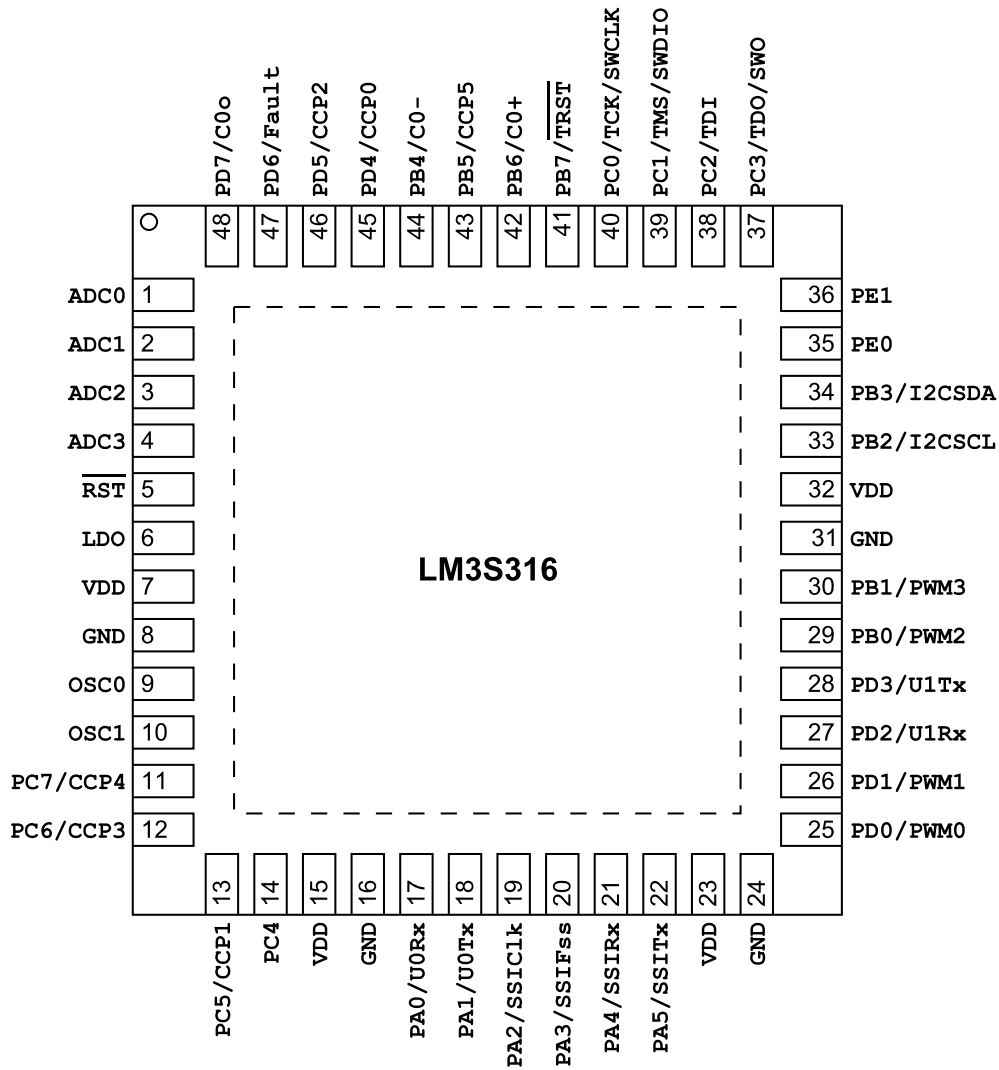 PD7/C0o
PD6/Fault
PD5/CCP2
PD4/CCP0
PB4/C0-
PB5/CCP5
PB6/C0+
PB7/TRST
PC0/TCK/SWCLK
PC1/TMS/SWDIO
PC2/TDI
PC3/TDO/SWO
48
47
46
45
44
43
42
41
40
39
38
37
ADC0 1
ADC1 2
ADC2 3
ADC3 4
RST 5
LDO 6
VDD 7
GND 8
OSC0 9
OSC1 10
PC7/CCP4 11
PC6/CCP3 12
LM3S316
36 PE1
35 PE0
34 PB3/I2CSDA
33 PB2/I2CSCL
32 VDD
31 GND
30 PB1/PWM3
29 PB0/PWM2
28 PD3/U1Tx
27 PD2/U1Rx
26 PD1/PWM1
25 PD0/PWM0
13
14
15
16
17
18
19
20
21
22
23
24
PC5/CCP1
PC4
VDD
GND
PA0/U0Rx
PA1/U0Tx
PA2/SSIClk
PA3/SSIFss
PA4/SSIRx
PA5/SSITx
VDD
GND